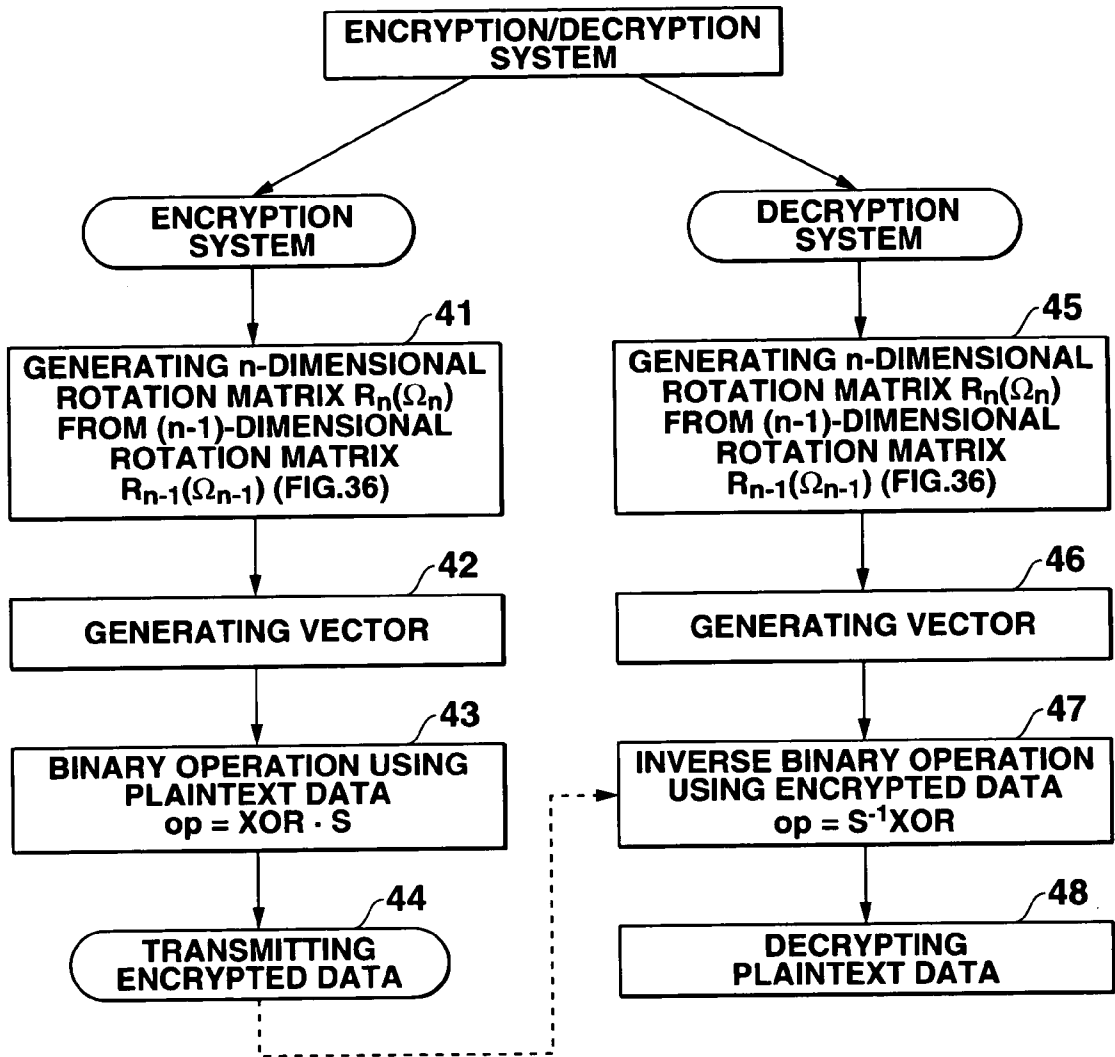 ENCRYPTION/DECRYPTION
SYSTEM
ENCRYPTION
SYSTEM
41
GENERATING n-DIMENSIONAL
ROTATION MATRIX Rn(Ωn)
FROM (n-1)-DIMENSIONAL
ROTATION MATRIX
Rn-1(Ωn-1) (FIG.36)
42
GENERATING VECTOR
43
BINARY OPERATION USING
PLAINTEXT DATA
op = XOR · S
44
TRANSMITTING
ENCRYPTED DATA
DECRYPTION
SYSTEM
45
GENERATING n-DIMENSIONAL
ROTATION MATRIX Rn(Ωn)
FROM (n-1)-DIMENSIONAL
ROTATION MATRIX
Rn-1(Ωn-1) (FIG.36)
46
GENERATING VECTOR
47
INVERSE BINARY OPERATION
USING ENCRYPTED DATA
op = S⁻¹XOR
48
DECRYPTING
PLAINTEXT DATA